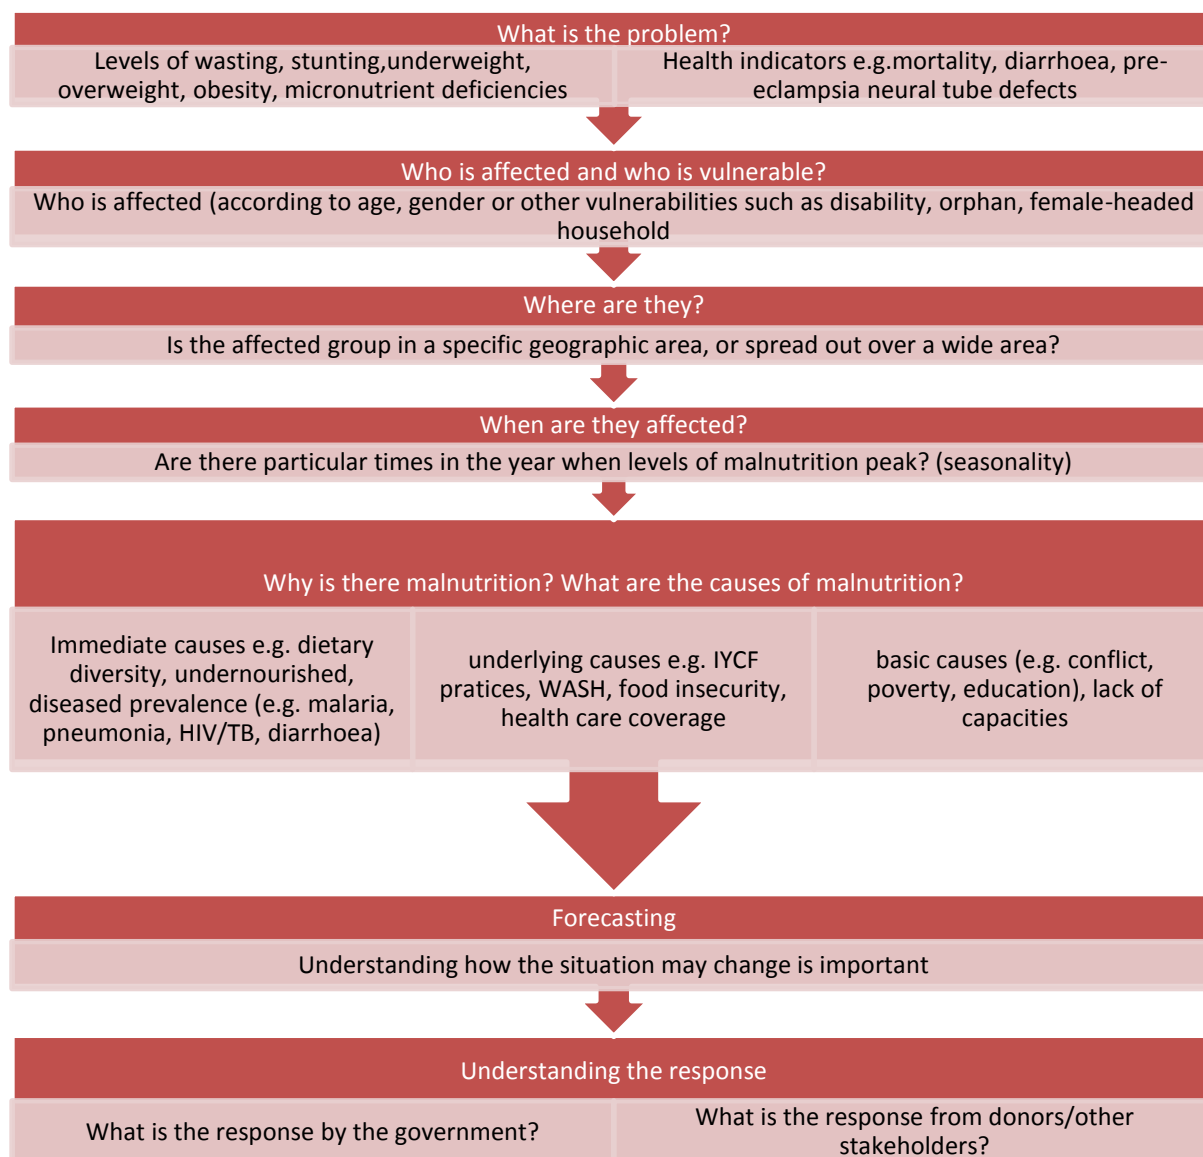 What is the problem?
Levels of wasting, stunting,underweight,
overweight, obesity, micronutrient deficiencies
Health indicators e.g.mortality, diarrhoea, pre-
eclampsia neural tube defects
Who is affected and who is vulnerable?
Who is affected (according to age, gender or other vulnerabilities such as disability, orphan, female-headed
household
Where are they?
Is the affected group in a specific geographic area, or spread out over a wide area?
When are they affected?
Are there particular times in the year when levels of malnutrition peak? (seasonality)
Why is there malnutrition? What are the causes of malnutrition?
Immediate causes e.g. dietary
diversity, undernourished,
diseased prevalence (e.g. malaria,
pneumonia, HIV/TB, diarrhoea)
underlying causes e.g. IYCF
pratices, WASH, food insecurity,
health care coverage
basic causes (e.g. conflict,
poverty, education), lack of
capacities
Forecasting
Understanding how the situation may change is important
Understanding the response
What is the response by the government?
What is the response from donors/other
stakeholders?